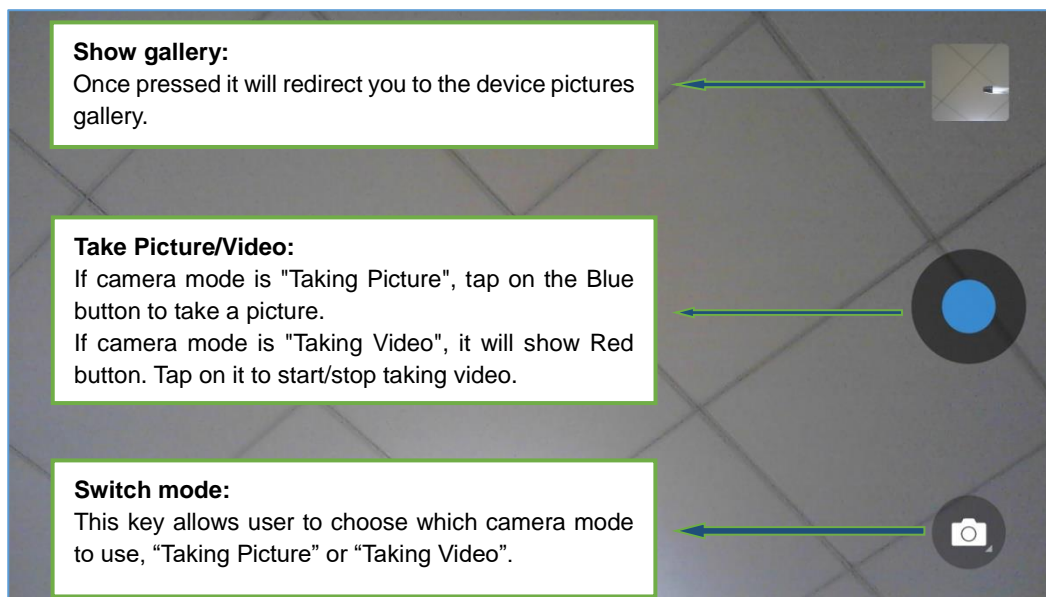 Show gallery:
Once pressed it will redirect you to the device pictures
gallery.
Take Picture/Video:
If camera mode is "Taking Picture", tap on the Blue
button to take a picture.
If camera mode is "Taking Video", it will show Red
button. Tap on it to start/stop taking video.
Switch mode:
This key allows user to choose which camera mode
to use, “Taking Picture” or “Taking Video”.